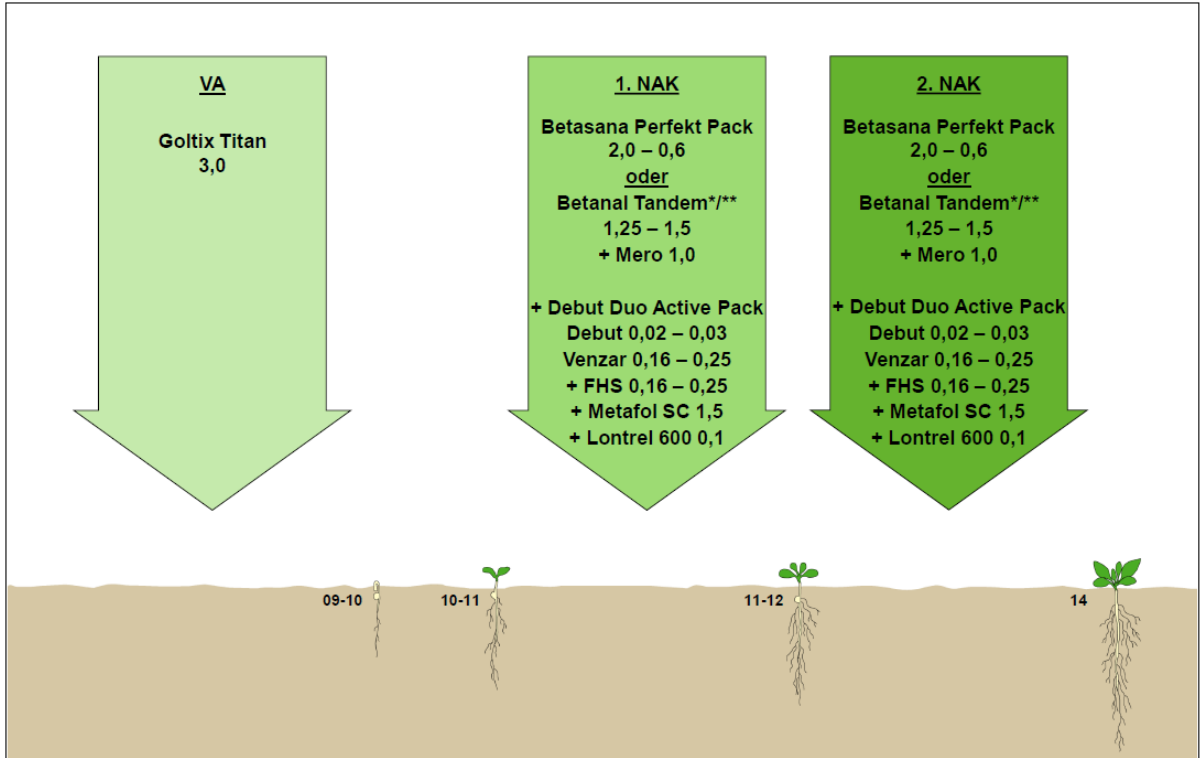 VA
Goltix Titan
3,0
1. NAK
Betasana Perfekt Pack
2,0 – 0,6
oder
Betanal Tandem*/**
1,25 – 1,5
+ Mero 1,0
+ Debut Duo Active Pack
Debut 0,02 – 0,03
Venzar 0,16 – 0,25
+ FHS 0,16 – 0,25
+ Metafol SC 1,5
+ Lontrel 600 0,1
2. NAK
Betasana Perfekt Pack
2,0 – 0,6
oder
Betanal Tandem*/**
1,25 – 1,5
+ Mero 1,0
+ Debut Duo Active Pack
Debut 0,02 – 0,03
Venzar 0,16 – 0,25
+ FHS 0,16 – 0,25
+ Metafol SC 1,5
+ Lontrel 600 0,1
09-10
10-11
11-12
14